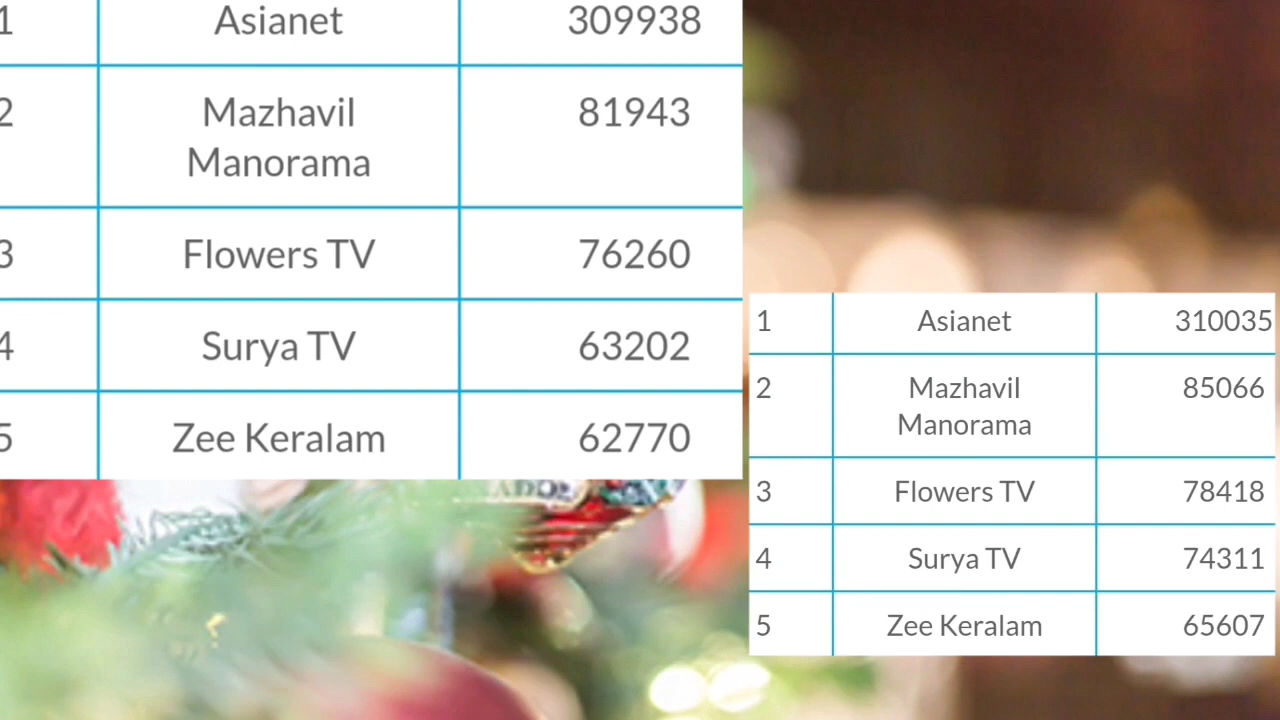 1 Asianet 309938
2 Mazhavil 81943
Manorama
3 Flowers TV 76260
4 Surya TV 63202
5 Zee Keralam 62770
1 Asianet 310035
2 Mazhavil 85066
Manorama
3 Flowers TV 78418
4 Surya TV 74311
5 Zee Keralam 65607